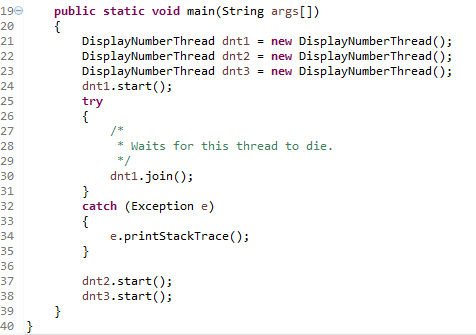 19 public static void main(String args[])
20 {
21 DisplayNumberThread dnt1 = new DisplayNumberThread();
22 DisplayNumberThread dnt2 = new DisplayNumberThread();
23 DisplayNumberThread dnt3 = new DisplayNumberThread();
24 dnt1.start();
25 try
26 {
27 /*
28 * Waits for this thread to die.
29 */
30 dnt1.join();
31 }
32 catch (Exception e)
33 {
34 e.printStackTrace();
35 }
36
37 dnt2.start();
38 dnt3.start();
39 }
40 }